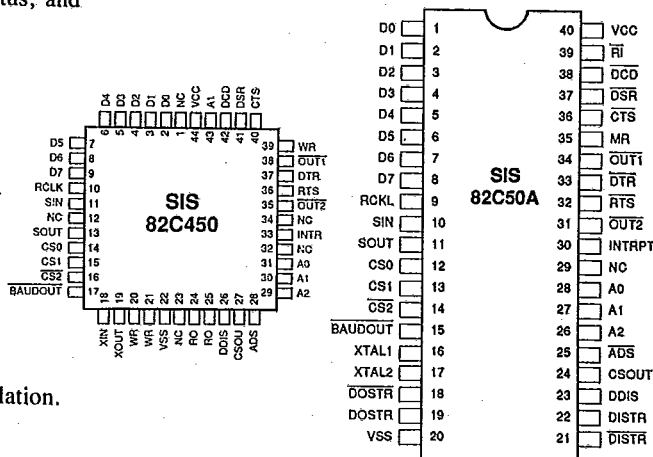 tus, and
D4 D3 D2 D1 D0 NC VCC A1 DCD DSR CTS
6 5 4 3 2 1 44 43 42 41 40
D5 7
D6 8
D7 9
RCLK 10
SIN 11
NC 12
SOUT 13
CS0 14
CS1 15
CS2 16
BAUDOUT 17
SIS
82C450
39 WR
38 OUT1
37 DTR
36 RTS
35 OUT2
34 NC
33 INTR
32 NC
31 A0
30 A1
29 A2
18 19 20 21 22 23 24 25 26 27 28
XIN XOUT WR WR VSS NC RO RO DDIS CSOU ADS
lation.
D0 1
D1 2
D2 3
D3 4
D4 5
D5 6
D6 7
D7 8
RCKL 9
SIN 10
SOUT 11
CS0 12
CS1 13
CS2 14
BAUDOUT 15
XTAL1 16
XTAL2 17
DOSTR 18
DOSTR 19
VSS 20
SIS
82C50A
40 VCC
39 RI
38 DCD
37 DSR
36 CTS
35 MR
34 OUT1
33 DTR
32 RTS
31 OUT2
30 INTRPT
29 NC
28 A0
27 A1
26 A2
25 ADS
24 CSOUT
23 DDIS
22 DISTR
21 DISTR